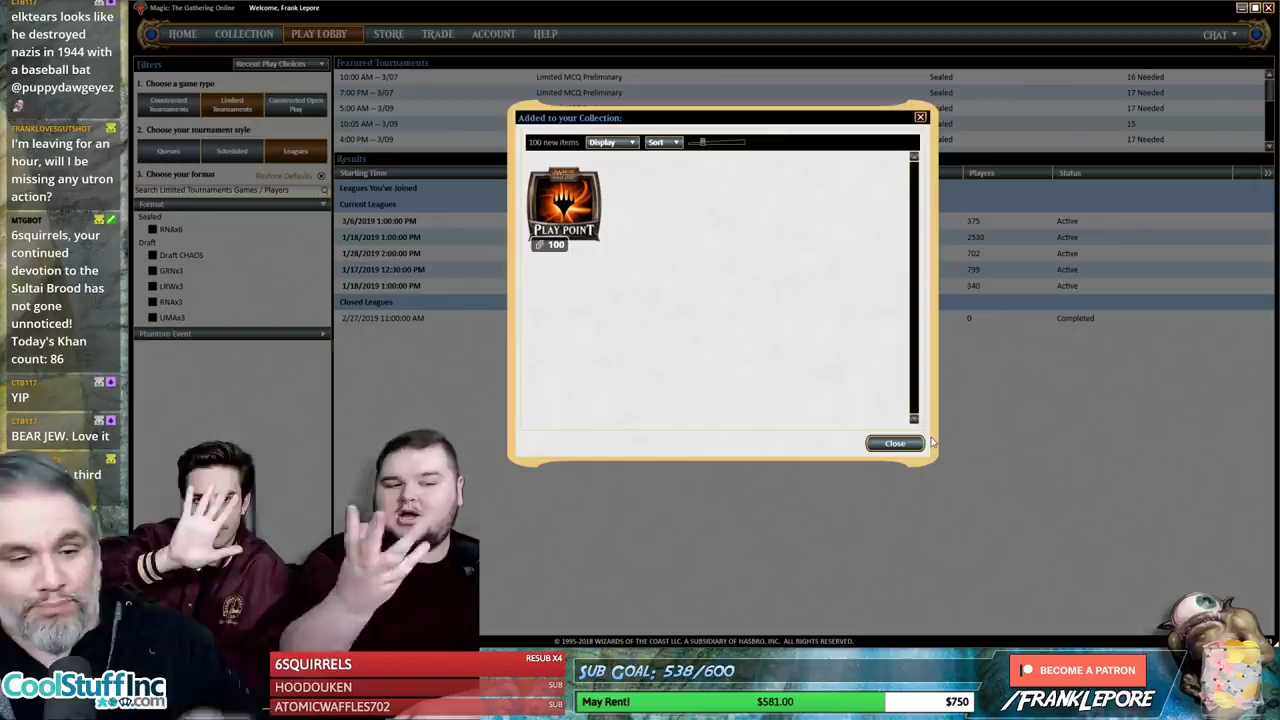 CTB117
elktears looks like
he destroyed
nazis in 1944 with
a baseball bat
@puppydawgeyez
FRANKLOVESGUTSHOT
im leaving for an
hour, will I be
missing any utron
action?
MTGBOT
6squirrels, your
continued
devotion to the
Sultai Brood has
not gone
unnoticed!
Today's Khan
count: 86
CTB117
YIP
CTB117
BEAR JEW. Love it
third
Magic: The Gathering Online Welcome, Frank Lepore
HOME COLLECTION PLAY LOBBY STORE TRADE ACCOUNT HELP CHAT
Filters Recent Play Choices
1. Choose a game type
Constructed Tournaments Limited Tournaments Constructed Open Play
2. Choose your tournament style
Queues Scheduled Leagues
3. Choose your format Restore Defaults
Search Limited Tournaments Games / Players
Format
Sealed
RNAx6
Draft
Draft CHAOS
GRNx3
LRWx3
RNAx3
UMAx3
Phantom Event
Featured Tournaments
10:00 AM -- 3/07 Limited MCQ Preliminary Sealed 16 Needed
7:00 PM -- 3/07 Limited MCQ Preliminary Sealed 17 Needed
5:00 AM -- 3/09 Sealed 17 Needed
10:05 AM -- 3/09 Sealed 15
4:00 PM -- 3/09 Sealed 17 Needed
Results
Starting Time Players Status
Leagues You've Joined
Current Leagues
3/6/2019 1:00:00 PM 375 Active
1/18/2019 1:00:00 PM 2530 Active
1/28/2019 2:00:00 PM 702 Active
1/17/2019 12:30:00 PM 799 Active
1/18/2019 1:00:00 PM 340 Active
Closed Leagues
2/27/2019 11:00:00 AM 0 Completed
Added to your Collection:
100 new items Display Sort
PLAY POINT
100
Close
© 1995-2018 WIZARDS OF THE COAST LLC. A SUBSIDIARY OF HASBRO, INC. ALL RIGHTS RESERVED.
CoolStuffInc
.com
6SQUIRRELS RESUB X4
HOODOUKEN SUB
ATOMICWAFFLES702 SUB
SUB GOAL: 538/600
May Rent! $581.00 $750
BECOME A PATRON
FRANKLEPORE